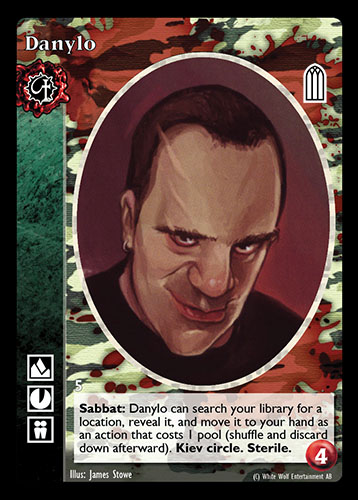 Danylo
5
Sabbat: Danylo can search your library for a
location, reveal it, and move it to your hand as
an action that costs 1 pool (shuffle and discard
down afterward). Kiev circle. Sterile.
4
Illus: James Stowe
(C) White Wolf Entertainment AB